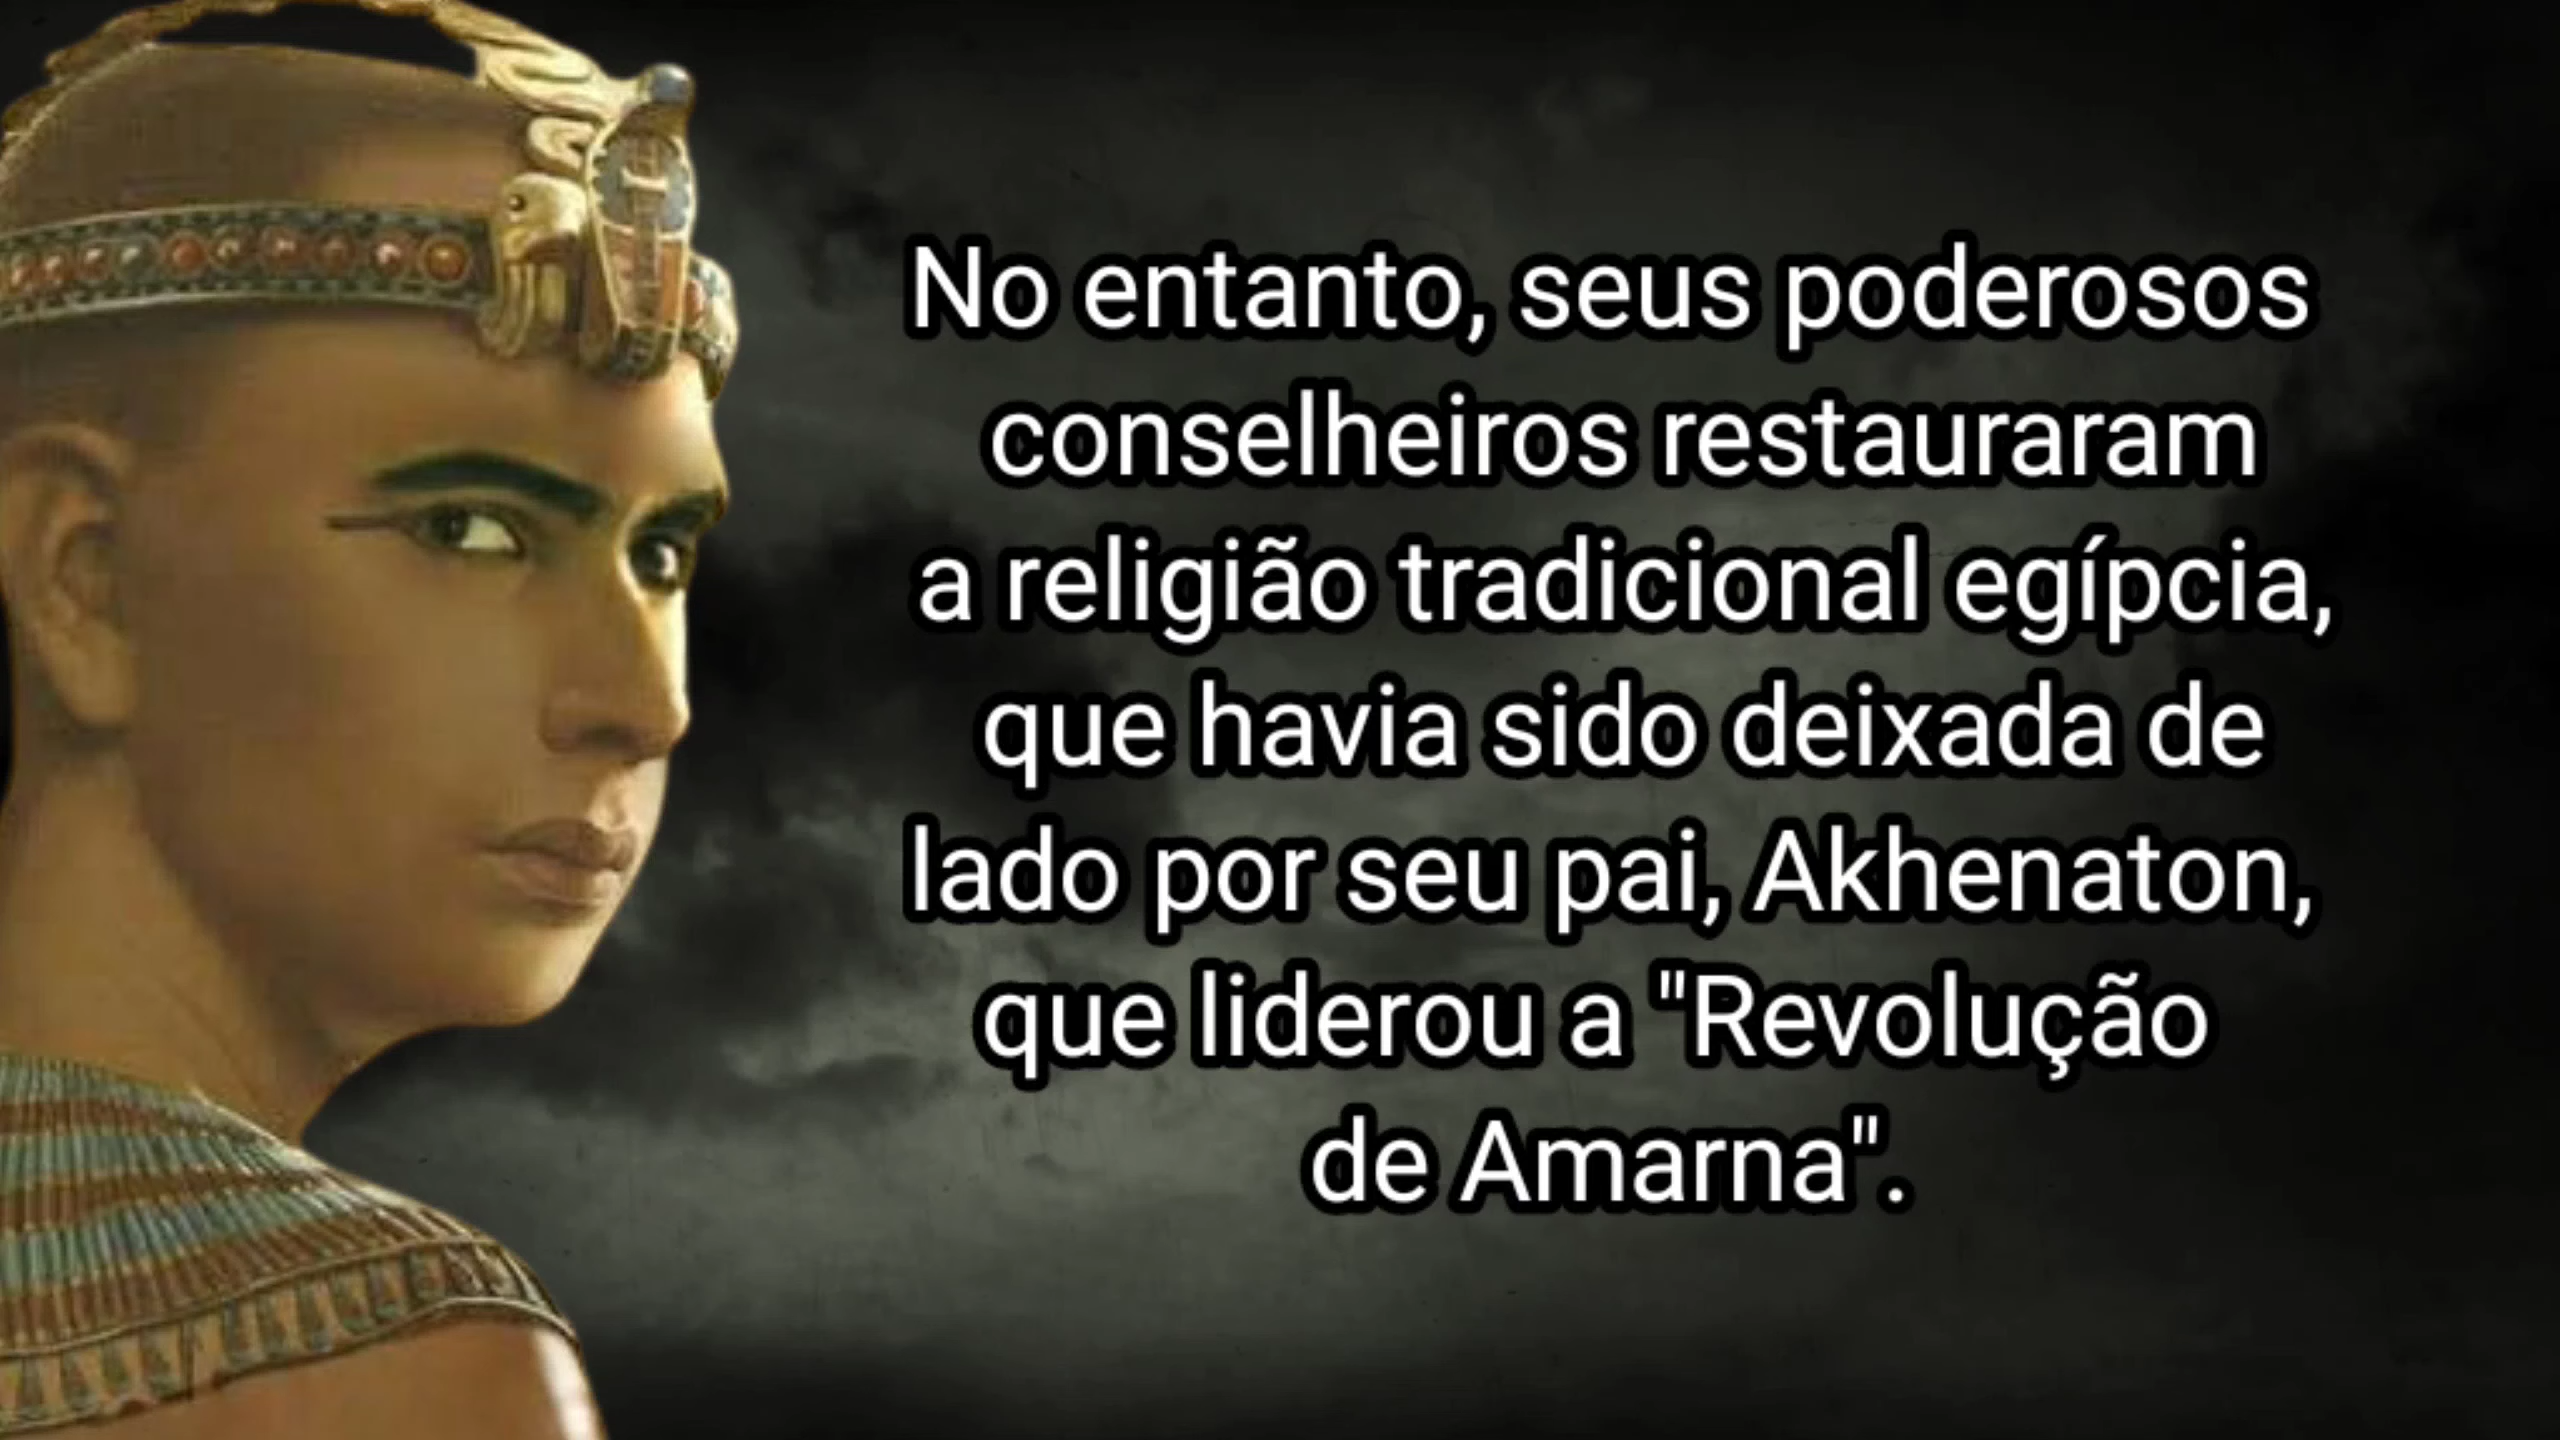 No entanto, seus poderosos
conselheiros restauraram
a religião tradicional egípcia,
que havia sido deixada de
lado por seu pai, Akhenaton,
que liderou a "Revolução
de Amarna".